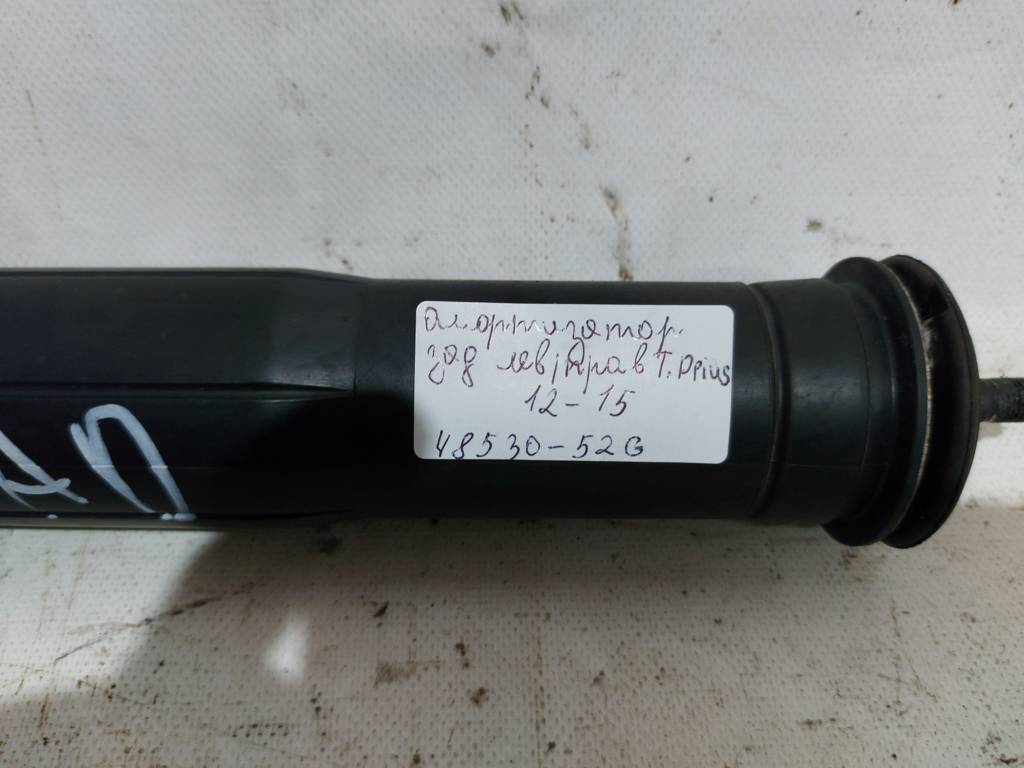 амортизатор
зад лев/прав T. Prius
12-15
48530-52G